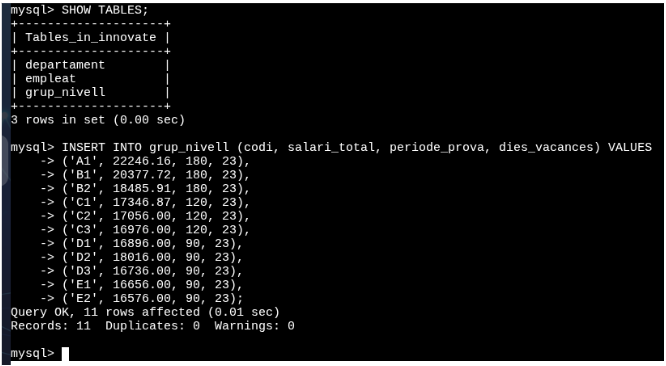 mysql> SHOW TABLES;
+--------------------+
| Tables_in_innovate |
+--------------------+
| departament        |
| empleat            |
| grup_nivell        |
+--------------------+
3 rows in set (0.00 sec)

mysql> INSERT INTO grup_nivell (codi, salari_total, periode_prova, dies_vacances) VALUES
    -> ('A1', 22246.16, 180, 23),
    -> ('B1', 20377.72, 180, 23),
    -> ('B2', 18485.91, 180, 23),
    -> ('C1', 17346.87, 120, 23),
    -> ('C2', 17056.00, 120, 23),
    -> ('C3', 16976.00, 120, 23),
    -> ('D1', 16896.00, 90, 23),
    -> ('D2', 18016.00, 90, 23),
    -> ('D3', 16736.00, 90, 23),
    -> ('E1', 16656.00, 90, 23),
    -> ('E2', 16576.00, 90, 23);
Query OK, 11 rows affected (0.01 sec)
Records: 11  Duplicates: 0  Warnings: 0

mysql>